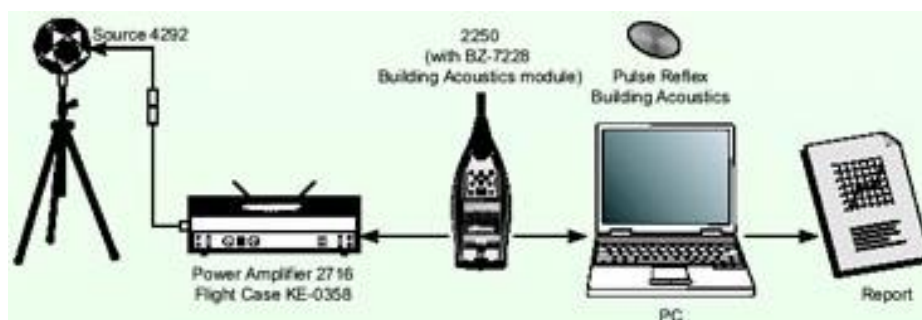 Source 4292
2250
(with BZ-7228
Building Acoustics module)
Pulse Reflex
Building Acoustics
Power Amplifier 2716
Flight Case KE-0358
PC
Report